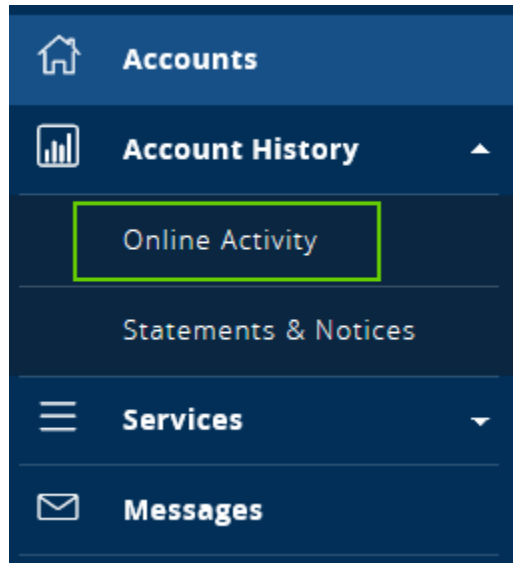 Accounts
Account History
Online Activity
Statements & Notices
Services
Messages